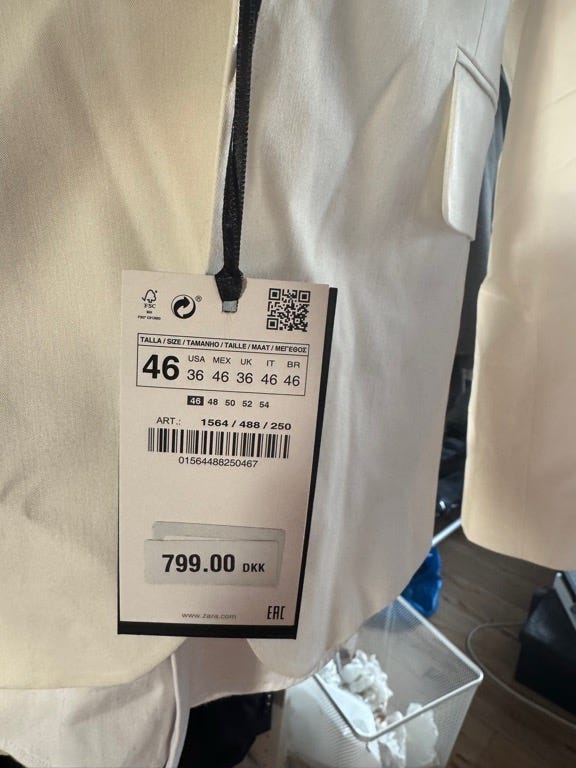 FSC
®
TALLA / SIZE / TAMANHO / TAILLE / MAAT / ΜΕΓΕΘΟΣ
46 USA MEX UK IT BR
36 46 36 46 46
46 48 50 52 54
ART.: 1564 / 488 / 250
01564488250467
799.00 DKK
www.zara.com EAC